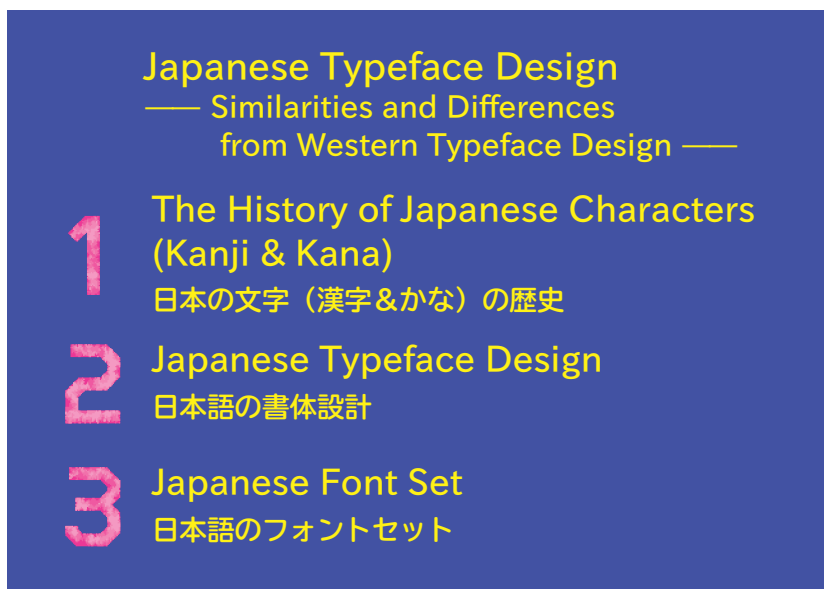 Japanese Typeface Design
—— Similarities and Differences
from Western Typeface Design ——
1
The History of Japanese Characters
(Kanji & Kana)
日本の文字（漢字＆かな）の歴史
2
Japanese Typeface Design
日本語の書体設計
3
Japanese Font Set
日本語のフォントセット